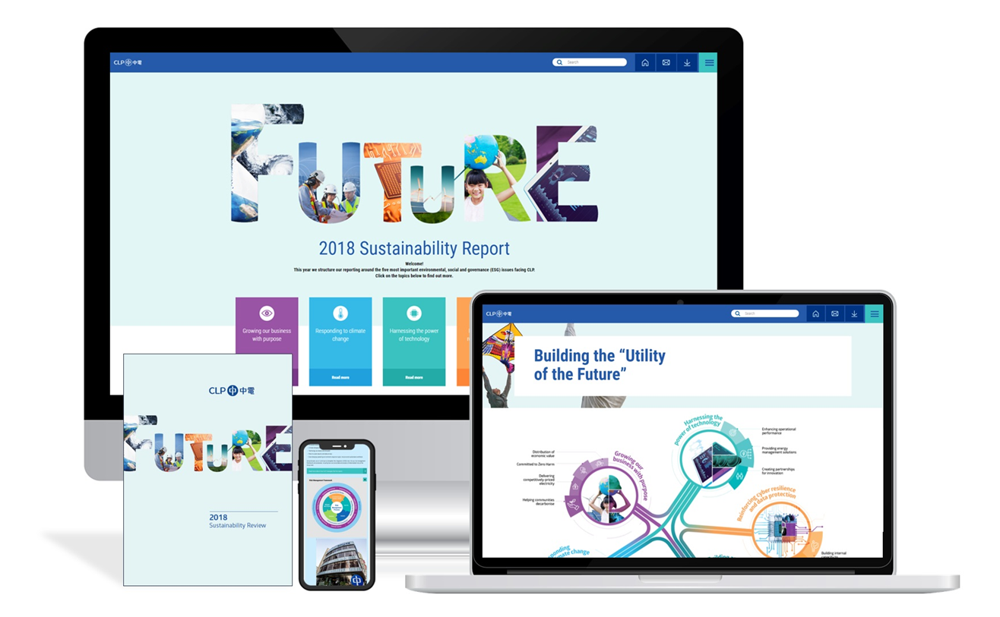 CLP 中電
Search
FUTURE
2018 Sustainability Report
Welcome!
This year we structure our reporting around the five most important environmental, social and governance (ESG) issues facing CLP.
Click on the topics below to find out more.
Growing our business
with purpose
Responding to climate
change
Read more
Harnessing the power
of technology
Read more
CLP 中電
FUTURE
2018
Sustainability Review
Risk Management Framework
CLP 中電
Search
Building the “Utility
of the Future”
Harnessing the
power of technology
Enhancing operational
performance
Providing energy
management solutions
Creating partnerships
for innovation
Growing our
business with purpose
Distribution of
economic value
Committed to Zero Harm
Delivering
competitively-priced
electricity
Helping communities
decarbonise
Reinforcing cyber resilience
and data protection
Building internal